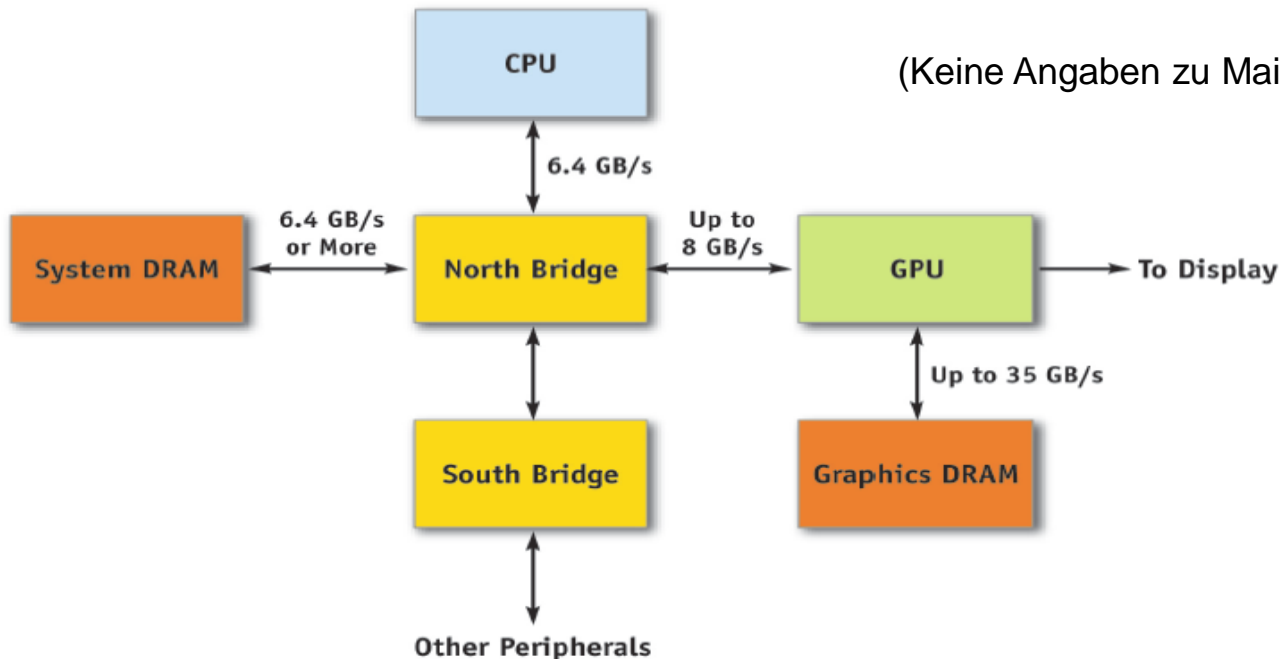 CPU
(Keine Angaben zu Mai
6.4 GB/s
6.4 GB/s
or More
Up to
8 GB/s
System DRAM
North Bridge
GPU
To Display
Up to 35 GB/s
South Bridge
Graphics DRAM
Other Peripherals